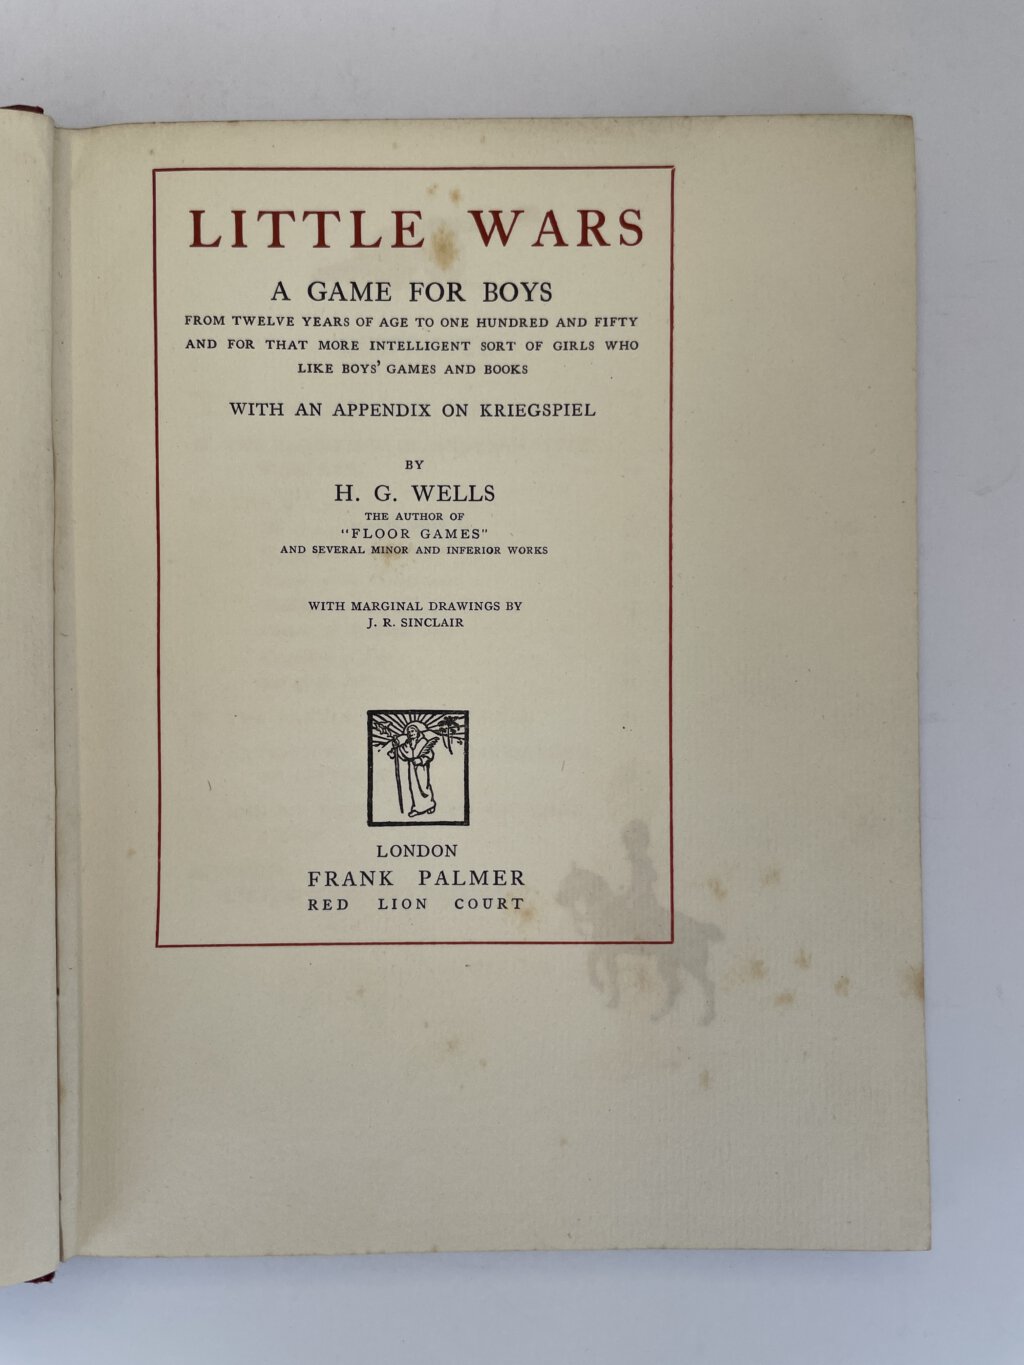 LITTLE WARS
A GAME FOR BOYS
FROM TWELVE YEARS OF AGE TO ONE HUNDRED AND FIFTY
AND FOR THAT MORE INTELLIGENT SORT OF GIRLS WHO
LIKE BOYS' GAMES AND BOOKS
WITH AN APPENDIX ON KRIEGSPIEL
BY
H. G. WELLS
THE AUTHOR OF
"FLOOR GAMES"
AND SEVERAL MINOR AND INFERIOR WORKS
WITH MARGINAL DRAWINGS BY
J. R. SINCLAIR
LONDON
FRANK PALMER
RED LION COURT